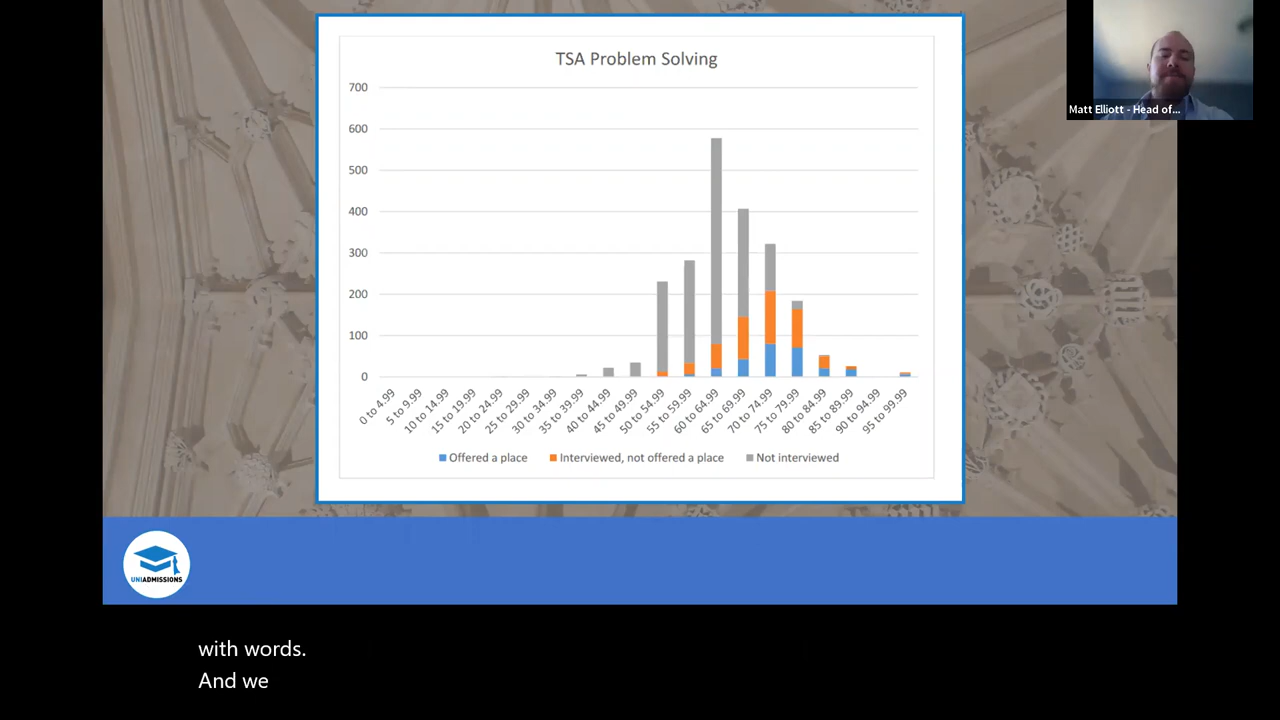 TSA Problem Solving
700
600
500
400
300
200
100
0
0 to 4.99
5 to 9.99
10 to 14.99
15 to 19.99
20 to 24.99
25 to 29.99
30 to 34.99
35 to 39.99
40 to 44.99
45 to 49.99
50 to 54.99
55 to 59.99
60 to 64.99
65 to 69.99
70 to 74.99
75 to 79.99
80 to 84.99
85 to 89.99
90 to 94.99
95 to 99.99
Offered a place Interviewed, not offered a place Not interviewed
Matt Elliott - Head of...
UNIADMISSIONS
with words.
And we